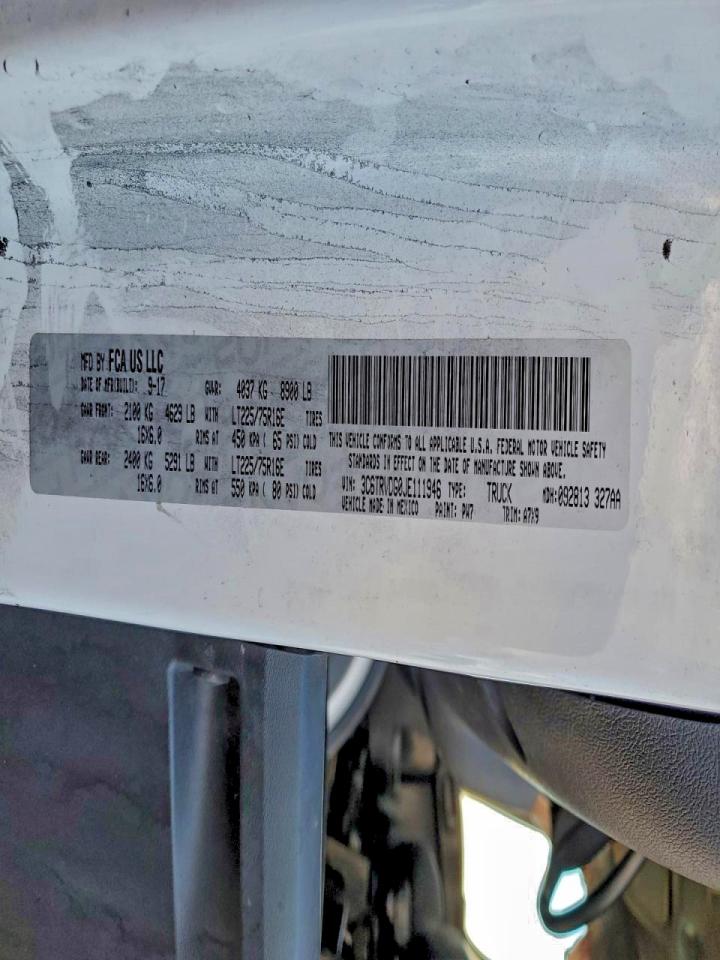 MFD BY FCA US LLC
DATE OF MFR(BUILD): 9-17 GVWR: 4037 KG 8900 LB
GAWR FRONT: 2100 KG 4629 LB WITH LT225/75R16E TIRES
16X6.0 RIMS AT 450 KPA ( 65 PSI) COLD
GAWR REAR: 2400 KG 5291 LB WITH LT225/75R16E TIRES
16X6.0 RIMS AT 550 KPA ( 80 PSI) COLD
THIS VEHICLE CONFORMS TO ALL APPLICABLE U.S.A. FEDERAL MOTOR VEHICLE SAFETY
STANDARDS IN EFFECT ON THE DATE OF MANUFACTURE SHOWN ABOVE.
VIN: 3C6TRVDG0JE111946 TYPE: TRUCK MDH:092813 327AA
VEHICLE MADE IN MEXICO PAINT: PW7 TRIM: A7X9